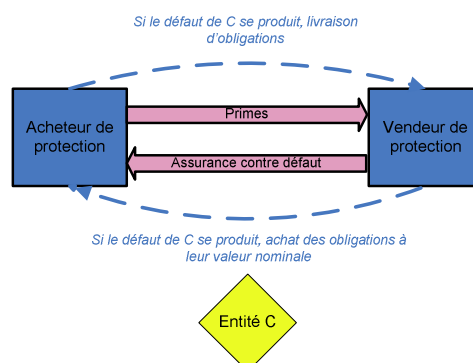 Si le défaut de C se produit, livraison
d'obligations
Acheteur de
protection
Primes
Assurance contre défaut
Vendeur de
protection
Si le défaut de C se produit, achat des obligations à
leur valeur nominale
Entité C